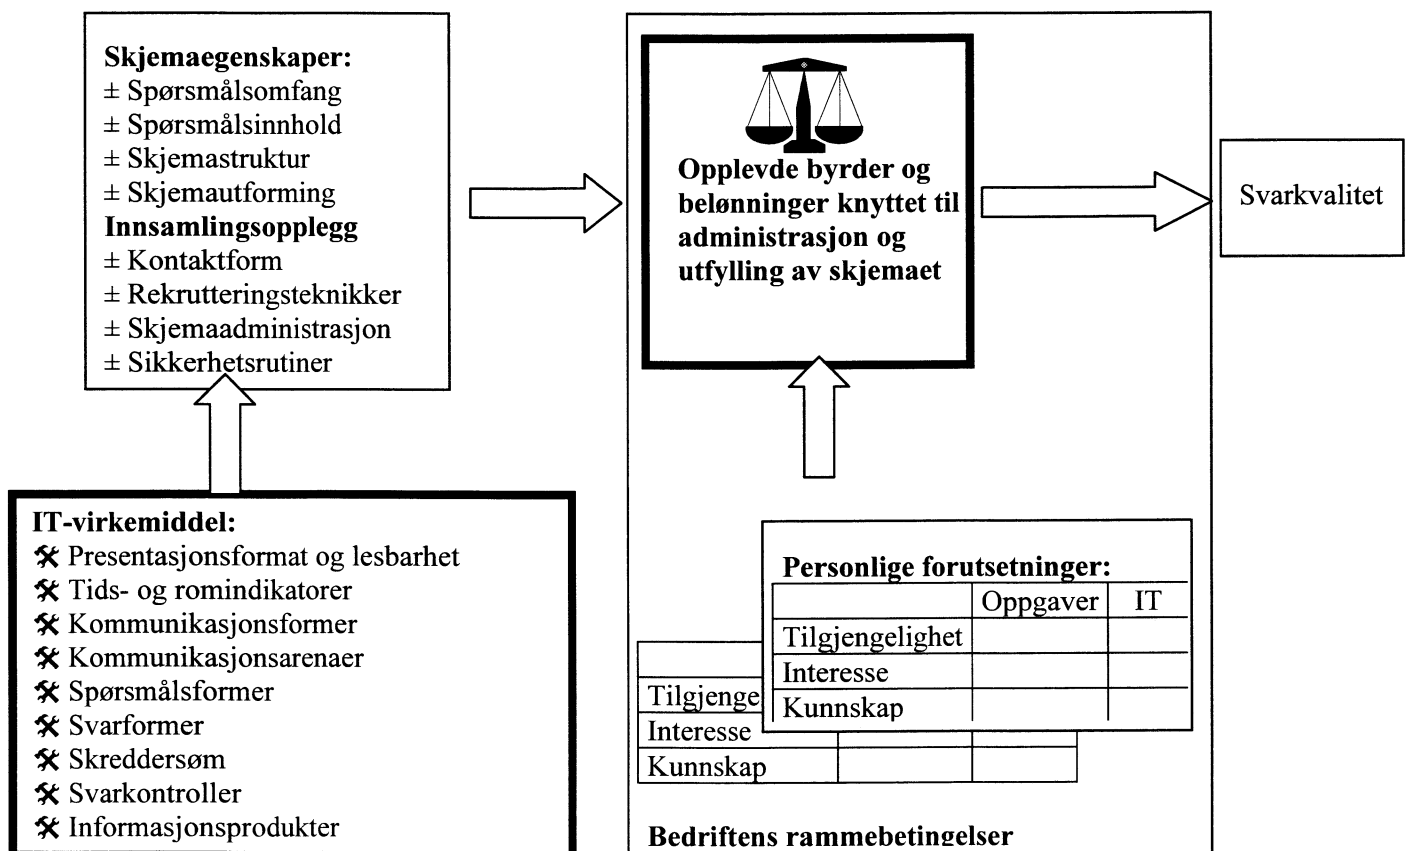 Skjemaegenskaper:
± Spørsmålsomfang
± Spørsmålsinnhold
± Skjemastruktur
± Skjemautforming
Innsamlingsopplegg
± Kontaktform
± Rekrutteringsteknikker
± Skjemaadministrasjon
± Sikkerhetsrutiner
Opplevde byrder og
belønninger knyttet til
administrasjon og
utfylling av skjemaet
Svarkvalitet
IT-virkemiddel:
Presentasjonsformat og lesbarhet
Tids- og romindikatorer
Kommunikasjonsformer
Kommunikasjonsarenaer
Spørsmålsformer
Svarformer
Skreddersøm
Svarkontroller
Informasjonsprodukter
Personlige forutsetninger:
Oppgaver IT
Tilgjengelighet
Interesse
Kunnskap
Tilgjenge
Interesse
Kunnskap
Bedriftens rammebetingelser